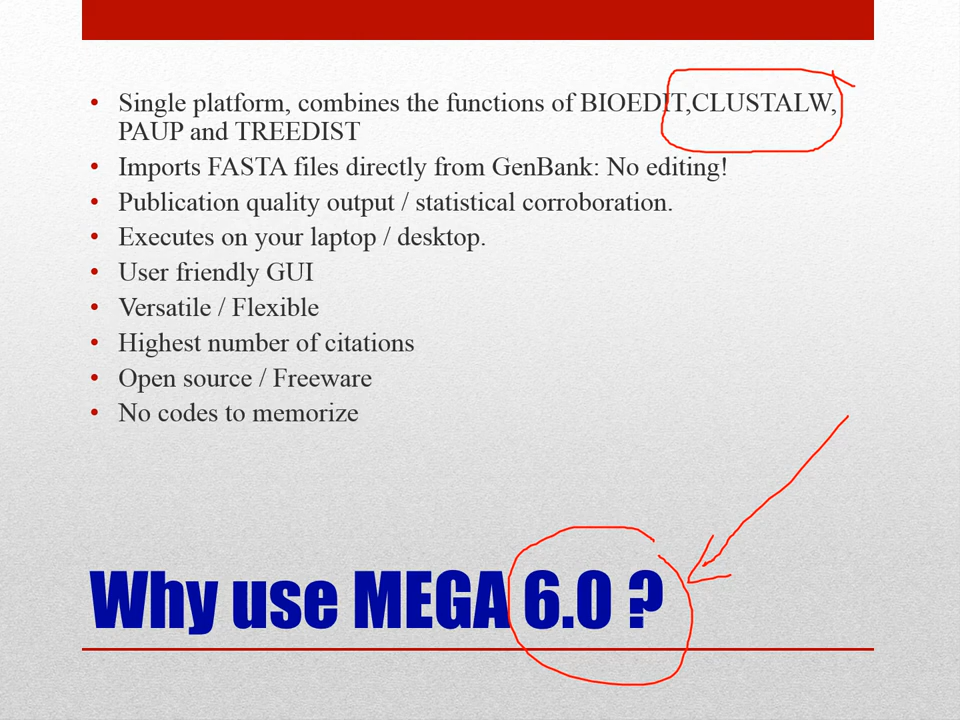 • Single platform, combines the functions of BIOEDIT,CLUSTALW,
PAUP and TREEDIST
• Imports FASTA files directly from GenBank: No editing!
• Publication quality output / statistical corroboration.
• Executes on your laptop / desktop.
• User friendly GUI
• Versatile / Flexible
• Highest number of citations
• Open source / Freeware
• No codes to memorize
Why use MEGA 6.0 ?